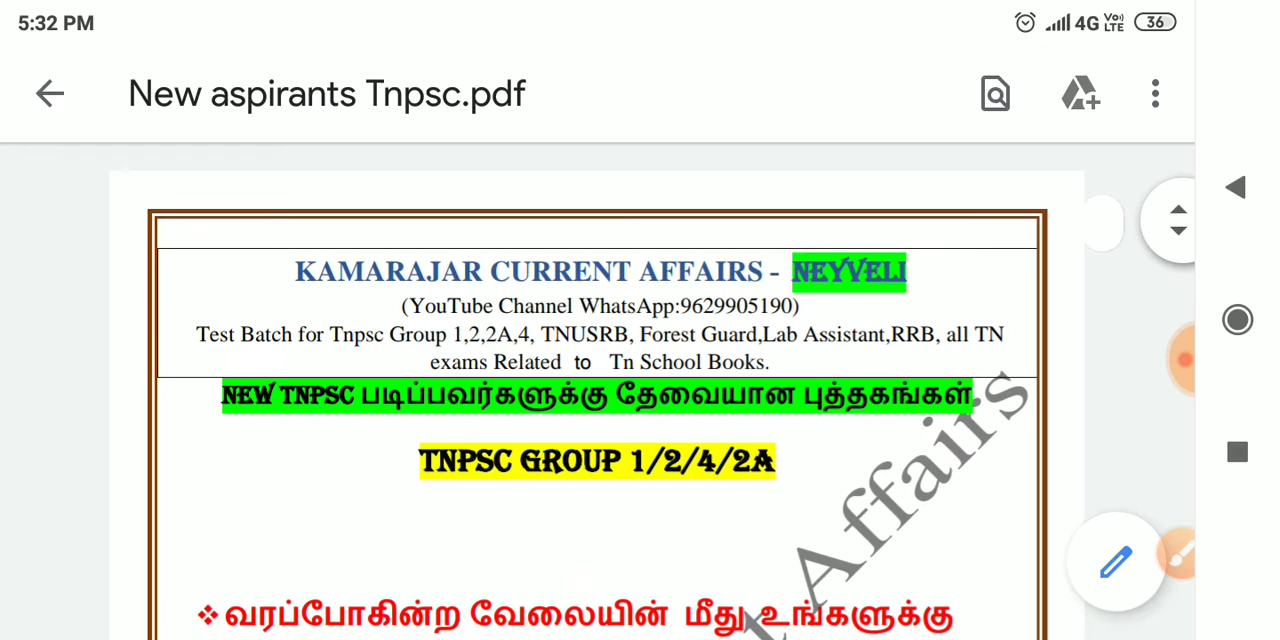 5:32 PM
4G Vo) LTE 36
New aspirants Tnpsc.pdf
KAMARAJAR CURRENT AFFAIRS - NEYVELI
(YouTube Channel WhatsApp:9629905190)
Test Batch for Tnpsc Group 1,2,2A,4, TNUSRB, Forest Guard,Lab Assistant,RRB, all TN
exams Related to Tn School Books.
NEW TNPSC படிப்பவர்களுக்கு தேவையான புத்தகங்கள்
TNPSC GROUP 1/2/4/2A
t Affairs
❖ வரப்போகின்ற வேலையின் மீது உங்களுக்கு